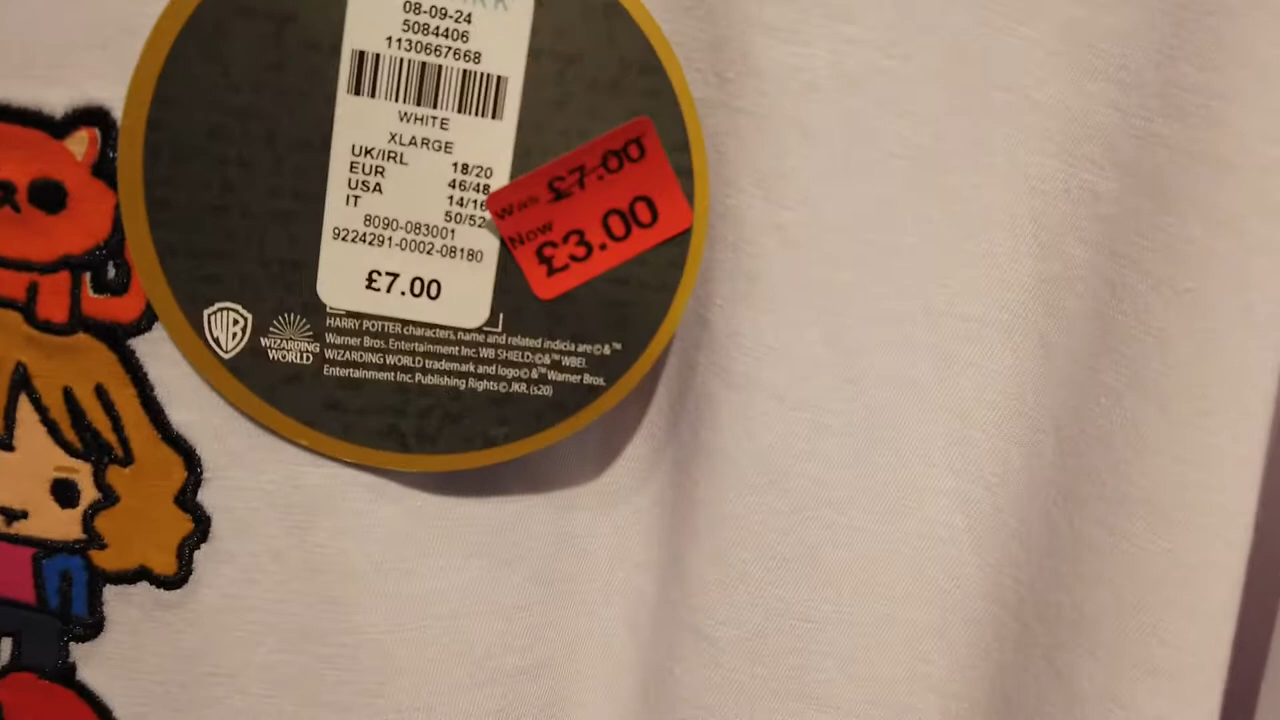 08-09-24
5084406
1130667668
WHITE
XLARGE
UK/IRL 18/20
EUR 46/48
USA 14/16
IT 50/52
8090-083001
9224291-0002-08180
£7.00
Was £7.00
Now
£3.00
WB
WIZARDING
WORLD
HARRY POTTER characters, name and related indicia are © & ™
Warner Bros. Entertainment Inc. WB SHIELD: © & ™ WBEI.
WIZARDING WORLD trademark and logo © & ™ Warner Bros.
Entertainment Inc. Publishing Rights © JKR. (s20)